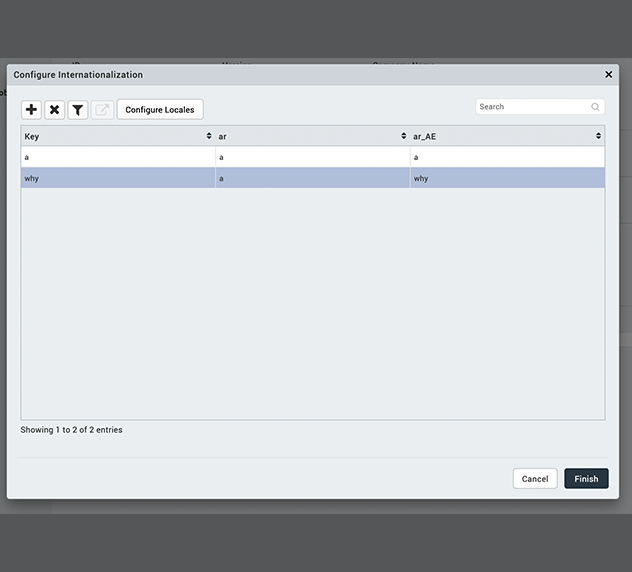 Configure Internationalization
Configure Locales
Search
Key ar ar_AE
a a a
why a why
Showing 1 to 2 of 2 entries
Cancel Finish